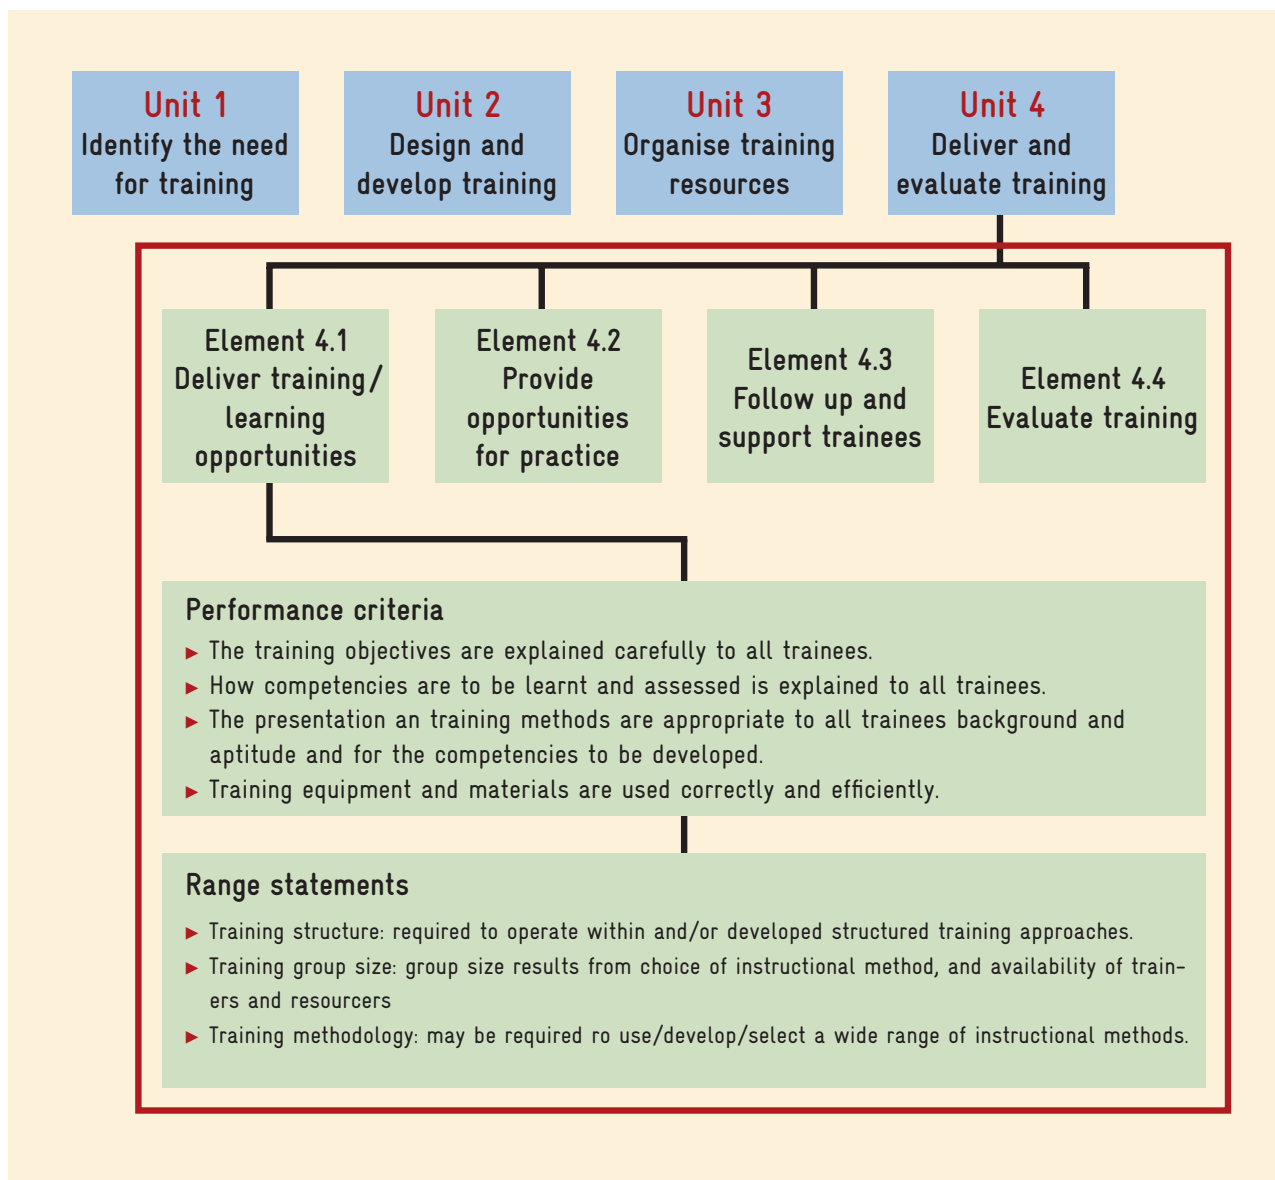 Unit 1
Identify the need
for training
Unit 2
Design and
develop training
Unit 3
Organise training
resources
Unit 4
Deliver and
evaluate training
Element 4.1
Deliver training/
learning
opportunities
Element 4.2
Provide
opportunities
for practice
Element 4.3
Follow up and
support trainees
Element 4.4
Evaluate training
Performance criteria
► The training objectives are explained carefully to all trainees.
► How competencies are to be learnt and assessed is explained to all trainees.
► The presentation an training methods are appropriate to all trainees background and
aptitude and for the competencies to be developed.
► Training equipment and materials are used correctly and efficiently.
Range statements
► Training structure: required to operate within and/or developed structured training approaches.
► Training group size: group size results from choice of instructional method, and availability of train-
ers and resourcers
► Training methodology: may be required ro use/develop/select a wide range of instructional methods.